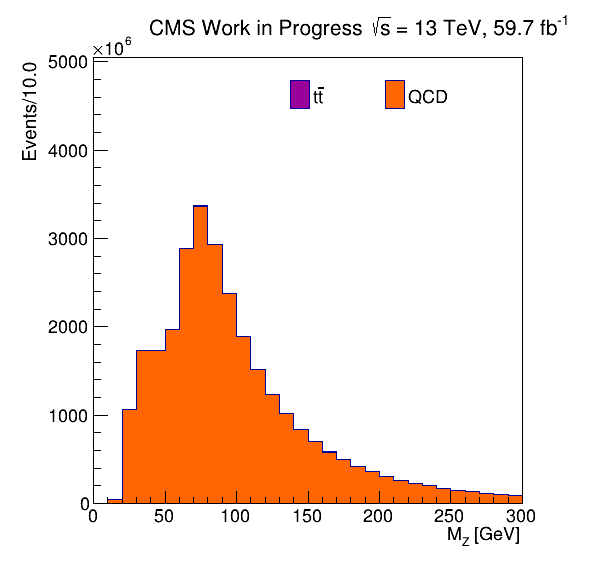 CMS Work in Progress √s = 13 TeV, 59.7 fb⁻¹
×10⁶
Events/10.0
5000
4000
3000
2000
1000
0
tt̄ QCD
0 50 100 150 200 250 300
M_Z [GeV]